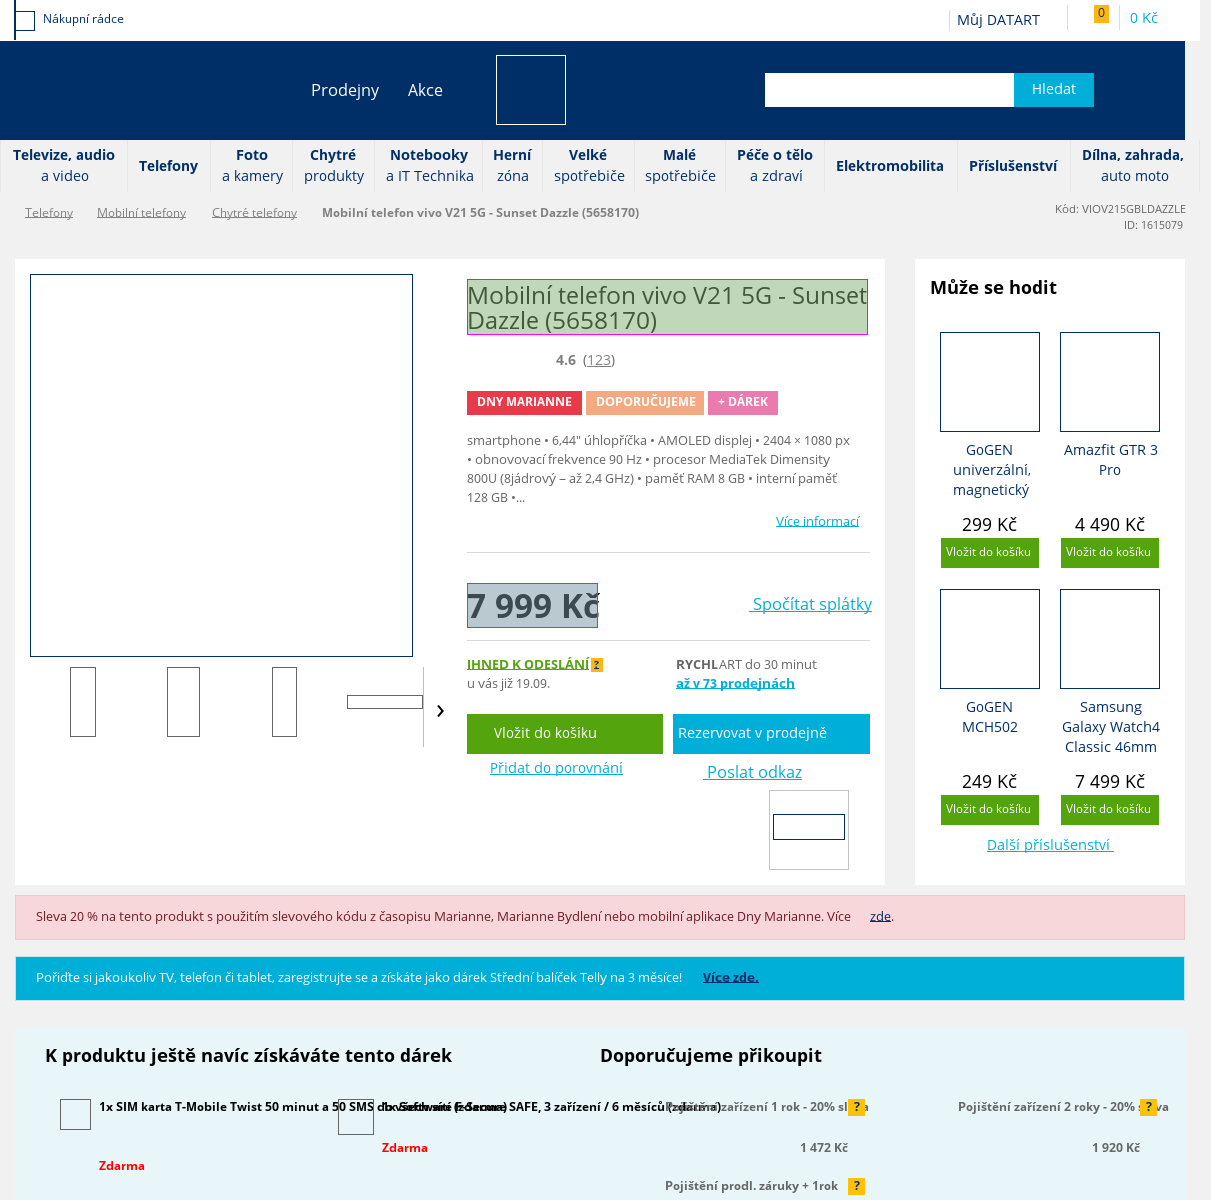 Nákupní rádce
Můj DATART
0
0 Kč
Prodejny
Akce
Hledat
Televize, audio
a video
Telefony
Foto
a kamery
Chytré
produkty
Notebooky
a IT Technika
Herní
zóna
Velké
spotřebiče
Malé
spotřebiče
Péče o tělo
a zdraví
Elektromobilita
Příslušenství
Dílna, zahrada,
auto moto
Telefony
Mobilní telefony
Chytré telefony
Mobilní telefon vivo V21 5G - Sunset Dazzle (5658170)
Kód: VIOV215GBLDAZZLE
ID: 1615079
Mobilní telefon vivo V21 5G - Sunset
Dazzle (5658170)
4.6 (123)
DNY MARIANNE
DOPORUČUJEME
+ DÁREK
smartphone • 6,44" úhlopříčka • AMOLED displej • 2404 × 1080 px
• obnovovací frekvence 90 Hz • procesor MediaTek Dimensity
800U (8jádrový – až 2,4 GHz) • paměť RAM 8 GB • interní paměť
128 GB •...
Více informací
7 999 Kč
Spočítat splátky
IHNED K ODESLÁNÍ ?
u vás již 19.09.
RYCHLART do 30 minut
až v 73 prodejnách
Vložit do košíku
Rezervovat v prodejně
Přidat do porovnání
Poslat odkaz
Může se hodit
GoGEN
univerzální,
magnetický
299 Kč
Vložit do košíku
Amazfit GTR 3
Pro
4 490 Kč
Vložit do košíku
GoGEN
MCH502
249 Kč
Vložit do košíku
Samsung
Galaxy Watch4
Classic 46mm
7 499 Kč
Vložit do košíku
Další příslušenství
Sleva 20 % na tento produkt s použitím slevového kódu z časopisu Marianne, Marianne Bydlení nebo mobilní aplikace Dny Marianne. Více zde.
Pořiďte si jakoukoliv TV, telefon či tablet, zaregistrujte se a získáte jako dárek Střední balíček Telly na 3 měsíce! Více zde.
K produktu ještě navíc získáváte tento dárek
1x SIM karta T-Mobile Twist 50 minut a 50 SMS do všech sítí (zdarma)
Zdarma
1x Software F-Secure SAFE, 3 zařízení / 6 měsíců (zdarma)
Zdarma
Doporučujeme přikoupit
Pojištění zařízení 1 rok - 20% sleva
?
1 472 Kč
Pojištění zařízení 2 roky - 20% sleva
?
1 920 Kč
Pojištění prodl. záruky + 1rok
?